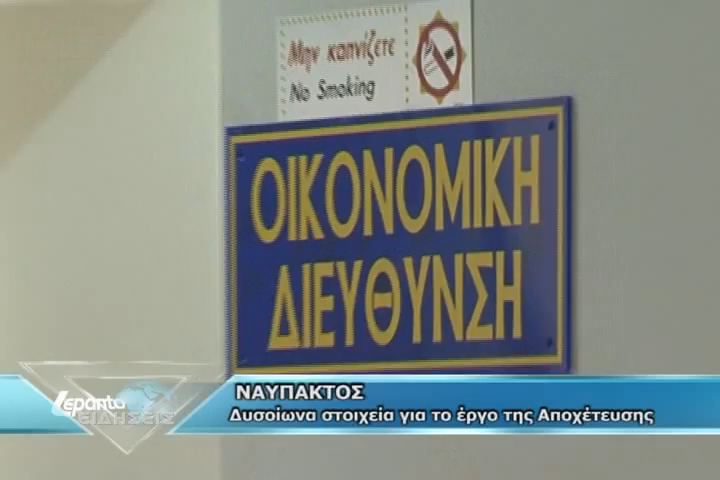 Μην καπνίζετε
No Smoking
ΟΙΚΟΝΟΜΙΚΗ
ΔΙΕΥΘΥΝΣΗ
ΝΑΥΠΑΚΤΟΣ
Δυσοίωνα στοιχεία για το έργο της Αποχέτευσης
Lepanto
ΕΙΔΗΣΕΙΣ